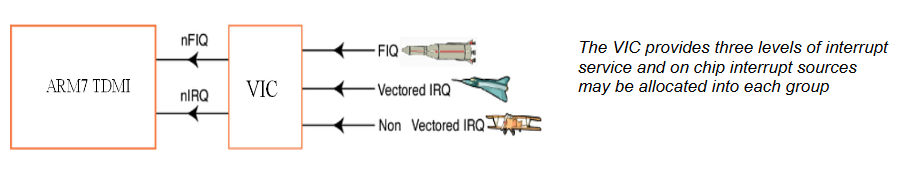 nFIQ
ARM7 TDMI
nIRQ
VIC
FIQ
Vectored IRQ
Non Vectored IRQ
The VIC provides three levels of interrupt
service and on chip interrupt sources
may be allocated into each group